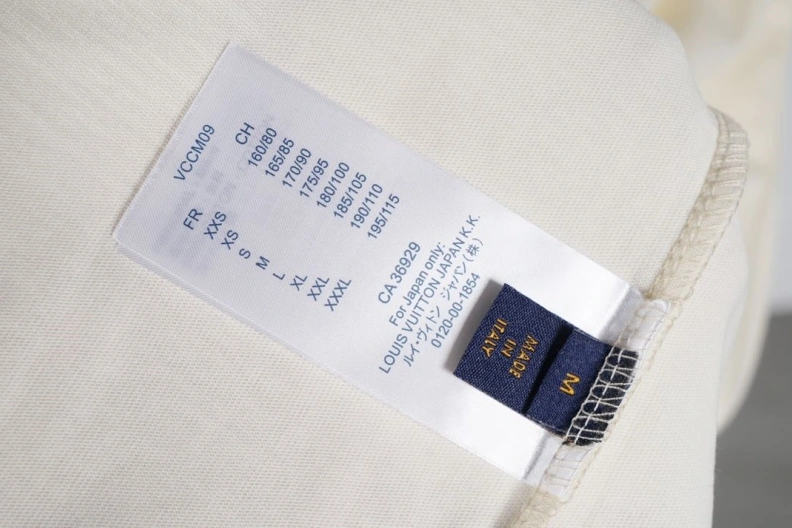 VCCM09
FR CH
XXS 160/80
XS 165/85
S 170/90
M 175/95
L 180/100
XL 185/105
XXL 190/110
XXXL 195/115
CA 36929
For Japan only:
LOUIS VUITTON JAPAN K.K.
ルイ・ヴィトン ジャパン(株)
0120-00-1854
MADE
IN
ITALY
M